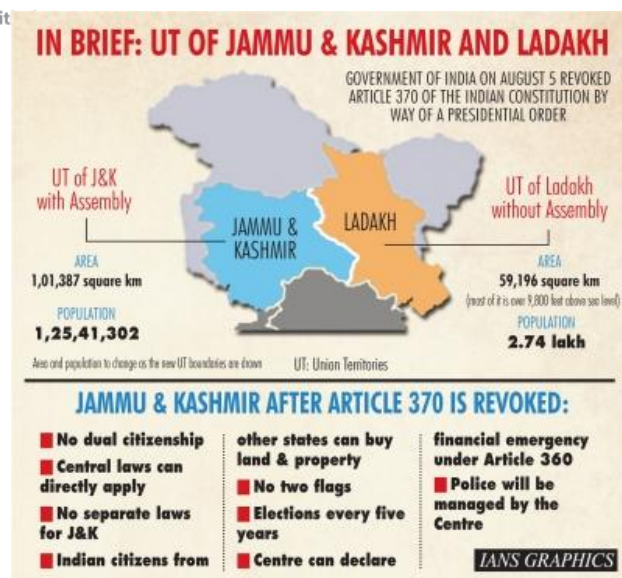 it
IN BRIEF: UT OF JAMMU & KASHMIR AND LADAKH
GOVERNMENT OF INDIA ON AUGUST 5 REVOKED
ARTICLE 370 OF THE INDIAN CONSTITUTION BY
WAY OF A PRESIDENTIAL ORDER
UT of J&K
with Assembly
AREA
1,01,387 square km
POPULATION
1,25,41,302
JAMMU &
KASHMIR
LADAKH
UT of Ladakh
without Assembly
AREA
59,196 square km
(most of it is over 9,800 feet above sea level)
POPULATION
2.74 lakh
Area and population to change as the new UT boundaries are drawn
UT: Union Territories
JAMMU & KASHMIR AFTER ARTICLE 370 IS REVOKED:
No dual citizenship
Central laws can
directly apply
No separate laws
for J&K
Indian citizens from
other states can buy
land & property
No two flags
Elections every five
years
Centre can declare
financial emergency
under Article 360
Police will be
managed by the
Centre
IANS GRAPHICS